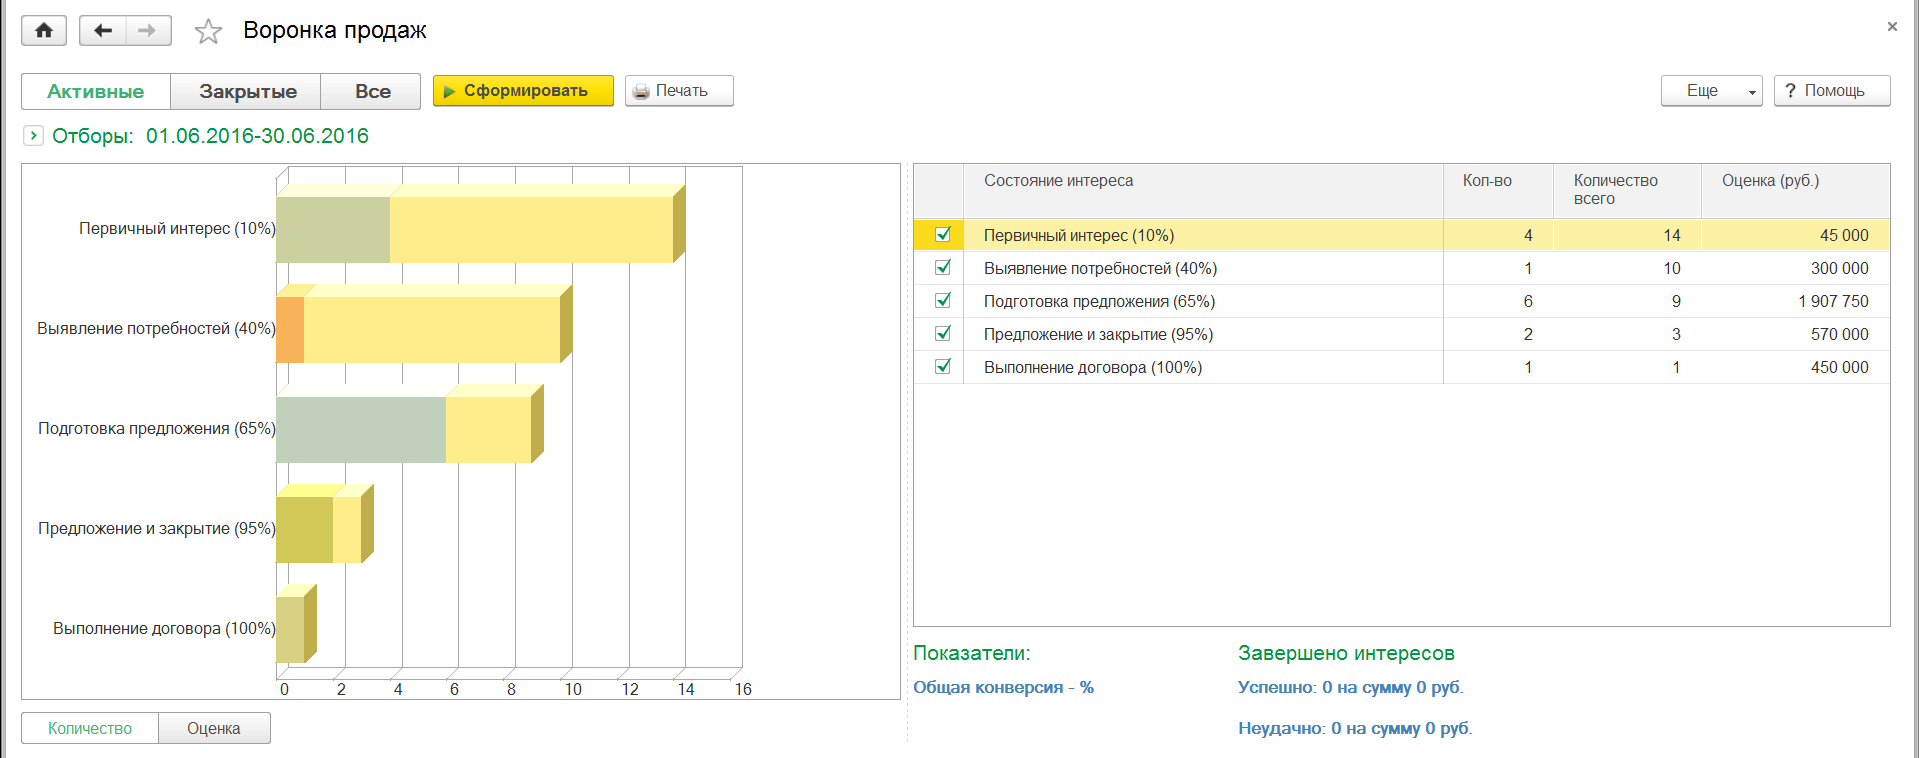 Воронка продаж
×
Активные Закрытые Все Сформировать Печать Еще ? Помощь
Отборы: 01.06.2016-30.06.2016
Первичный интерес (10%)
Выявление потребностей (40%)
Подготовка предложения (65%)
Предложение и закрытие (95%)
Выполнение договора (100%)
0 2 4 6 8 10 12 14 16
Количество Оценка
Состояние интереса Кол-во Количество всего Оценка (руб.)
Первичный интерес (10%) 4 14 45 000
Выявление потребностей (40%) 1 10 300 000
Подготовка предложения (65%) 6 9 1 907 750
Предложение и закрытие (95%) 2 3 570 000
Выполнение договора (100%) 1 1 450 000
Показатели: Завершено интересов
Общая конверсия - % Успешно: 0 на сумму 0 руб.
Неудачно: 0 на сумму 0 руб.